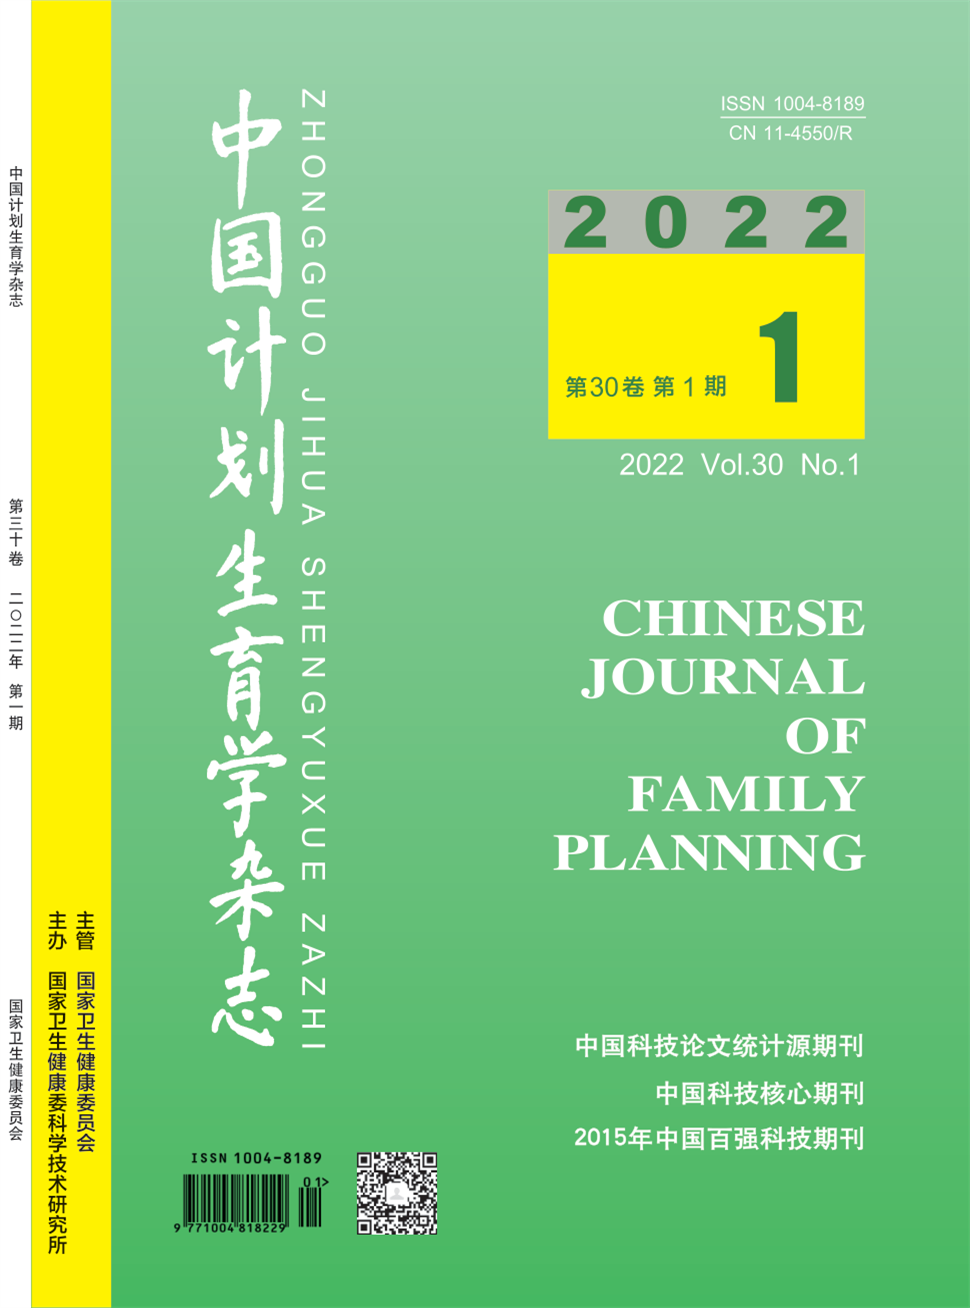 中国计划生育学杂志
第三十卷 二〇二二年 第一期
国家卫生健康委员会
主管 国家卫生健康委员会
主办 国家卫生健康委科学技术研究所
中国计划生育学杂志
ZHONGGUO JIHUA SHENGYUXUE ZAZHI
ISSN 1004-8189
CN 11-4550/R
2022
1
第30卷 第1期
2022 Vol.30 No.1
CHINESE
JOURNAL
OF
FAMILY
PLANNING
中国科技论文统计源期刊
中国科技核心期刊
2015年中国百强科技期刊
ISSN 1004-8189
01>
9 771004 818229